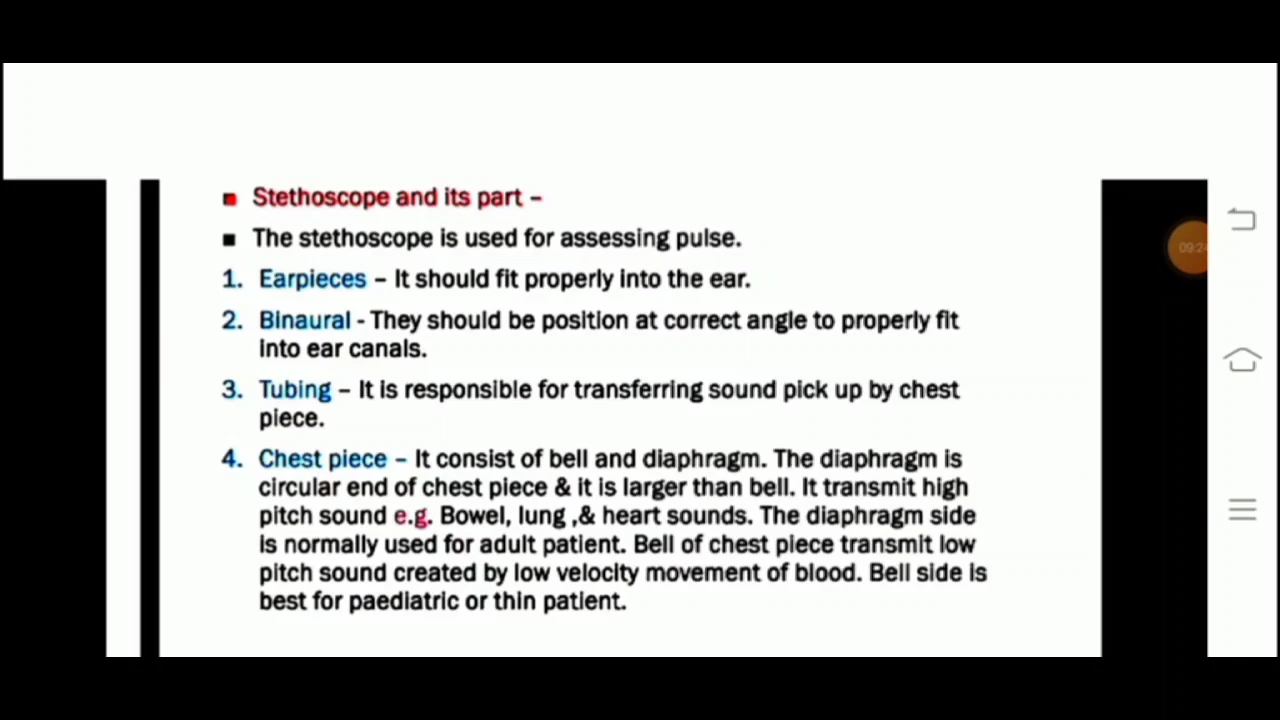 ■ Stethoscope and its part –
■ The stethoscope is used for assessing pulse.
1. Earpieces – It should fit properly into the ear.
2. Binaural - They should be position at correct angle to properly fit
into ear canals.
3. Tubing – It is responsible for transferring sound pick up by chest
piece.
4. Chest piece – It consist of bell and diaphragm. The diaphragm is
circular end of chest piece & it is larger than bell. It transmit high
pitch sound e.g. Bowel, lung ,& heart sounds. The diaphragm side
is normally used for adult patient. Bell of chest piece transmit low
pitch sound created by low velocity movement of blood. Bell side is
best for paediatric or thin patient.